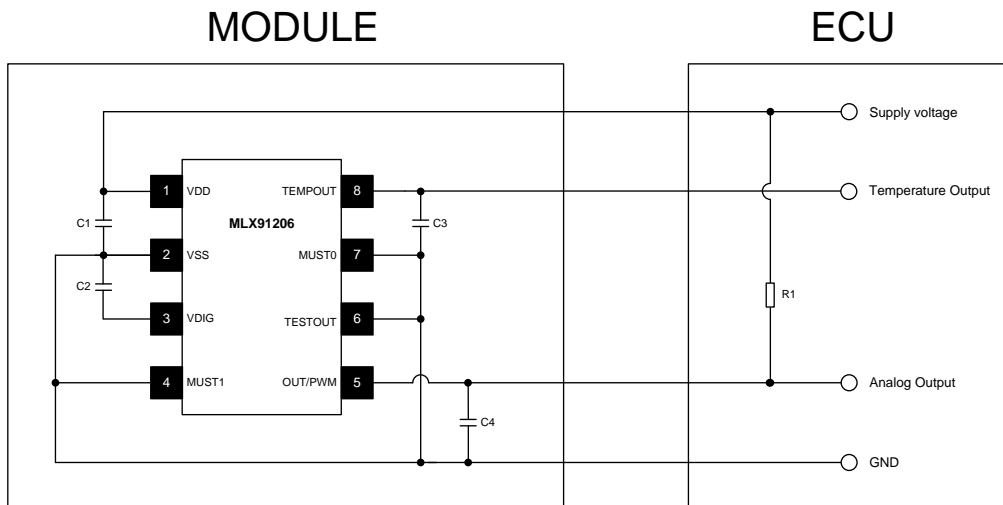 MODULE
ECU
Supply voltage
1 VDD
TEMPOUT 8
Temperature Output
MLX91206
C1
C3
2 VSS
MUST0 7
C2
R1
3 VDIG
TESTOUT 6
4 MUST1
OUT/PWM 5
Analog Output
C4
GND